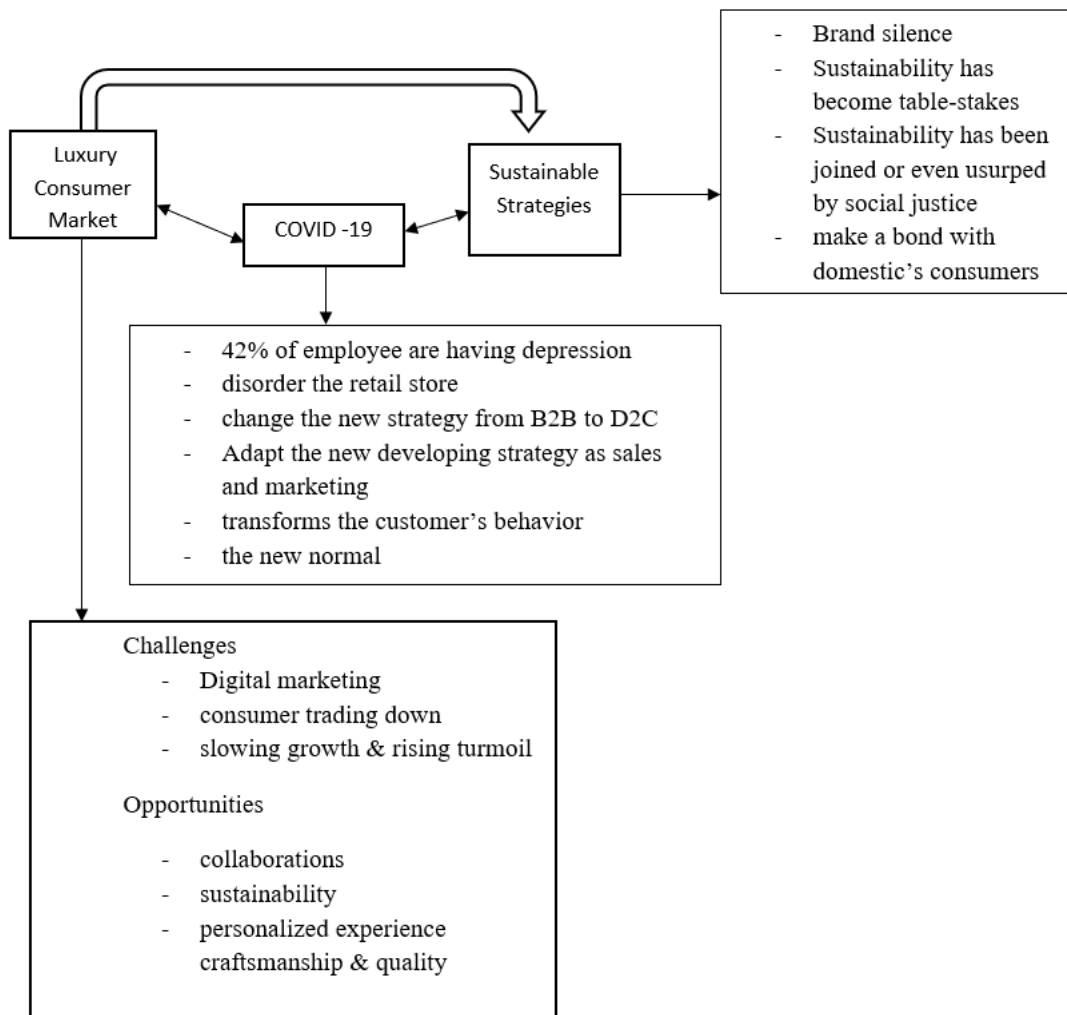 Luxury
Consumer
Market
COVID -19
Sustainable
Strategies
- Brand silence
- Sustainability has
become table-stakes
- Sustainability has been
joined or even usurped
by social justice
- make a bond with
domestic’s consumers
- 42% of employee are having depression
- disorder the retail store
- change the new strategy from B2B to D2C
- Adapt the new developing strategy as sales
and marketing
- transforms the customer’s behavior
- the new normal
Challenges
- Digital marketing
- consumer trading down
- slowing growth & rising turmoil
Opportunities
- collaborations
- sustainability
- personalized experience
craftsmanship & quality